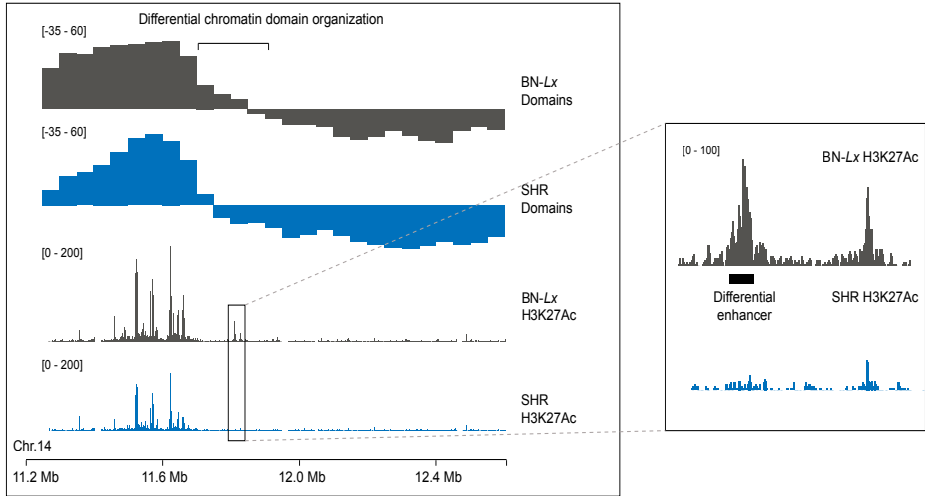 Differential chromatin domain organization
[-35 - 60]
BN-Lx
Domains
[-35 - 60]
SHR
Domains
[0 - 200]
BN-Lx
H3K27Ac
[0 - 200]
SHR
H3K27Ac
Chr.14
11.2 Mb
11.6 Mb
12.0 Mb
12.4 Mb
[0 - 100]
BN-Lx H3K27Ac
Differential
enhancer
SHR H3K27Ac